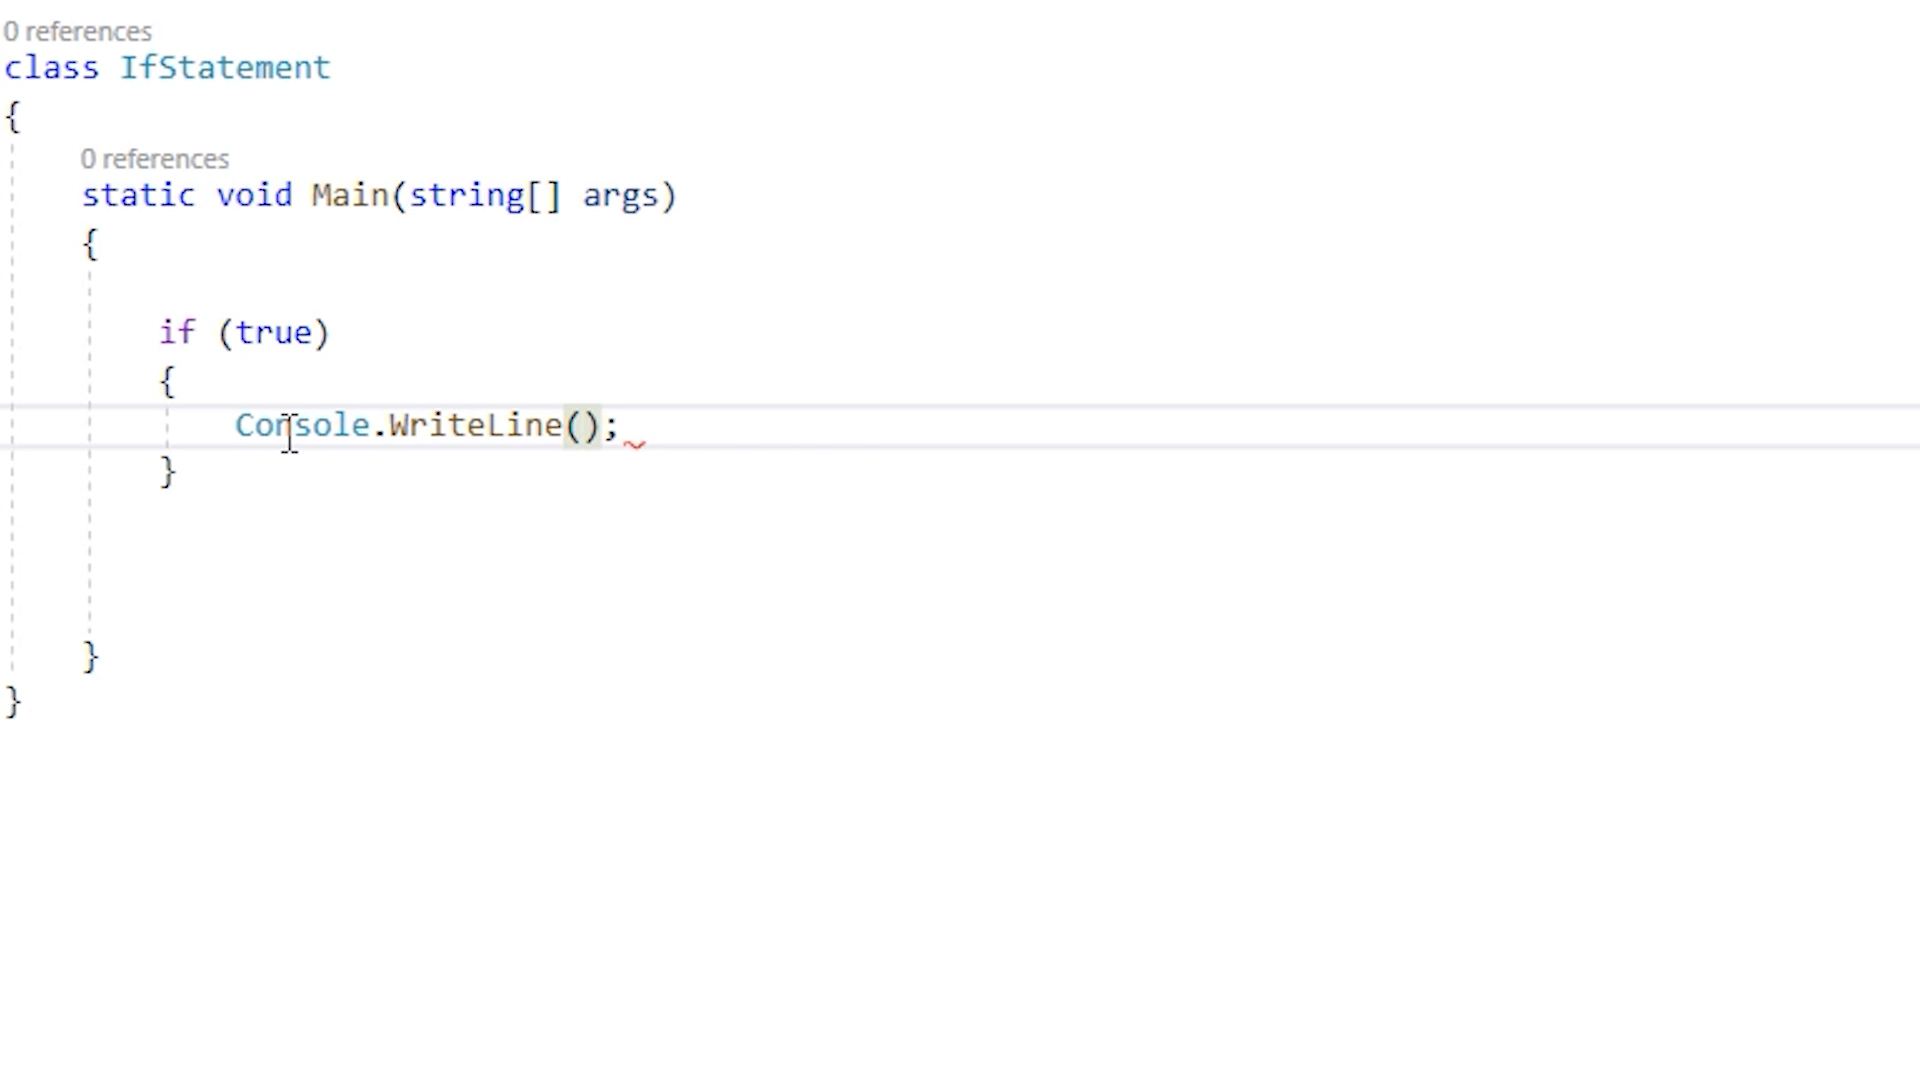 0 references
class IfStatement
{
0 references
static void Main(string[] args)
{
if (true)
{
Console.WriteLine();
}
}
}